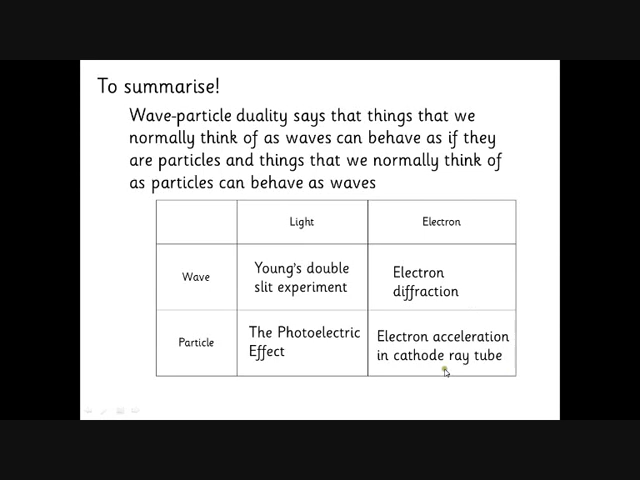 To summarise!
Wave-particle duality says that things that we
normally think of as waves can behave as if they
are particles and things that we normally think of
as particles can behave as waves
Light
Electron
Wave
Young's double
slit experiment
Electron
diffraction
Particle
The Photoelectric
Effect
Electron acceleration
in cathode ray tube